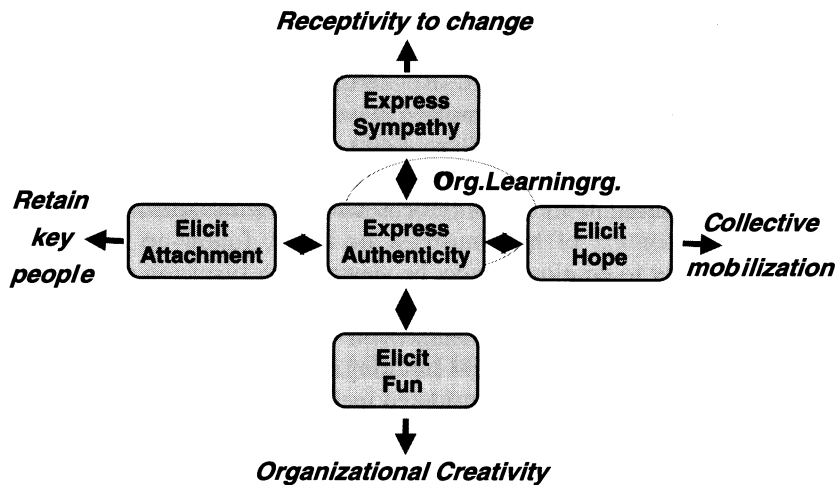 Receptivity to change
Express
Sympathy
Org.Learningrg.
Retain
key
people
Elicit
Attachment
Express
Authenticity
Elicit
Hope
Collective
mobilization
Elicit
Fun
Organizational Creativity